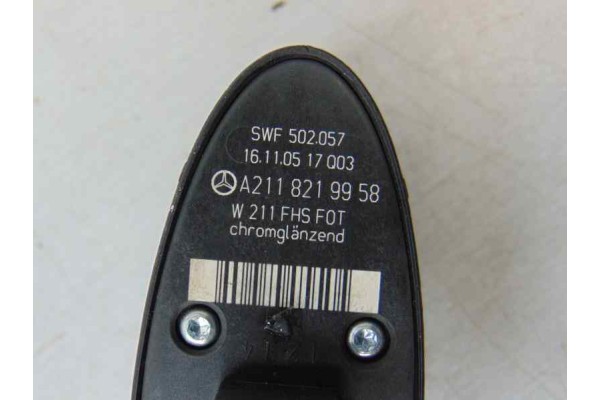 SWF 502.057
16.11.05 17 003
A211 821 99 58
W 211 FHS FOT
chromglänzend